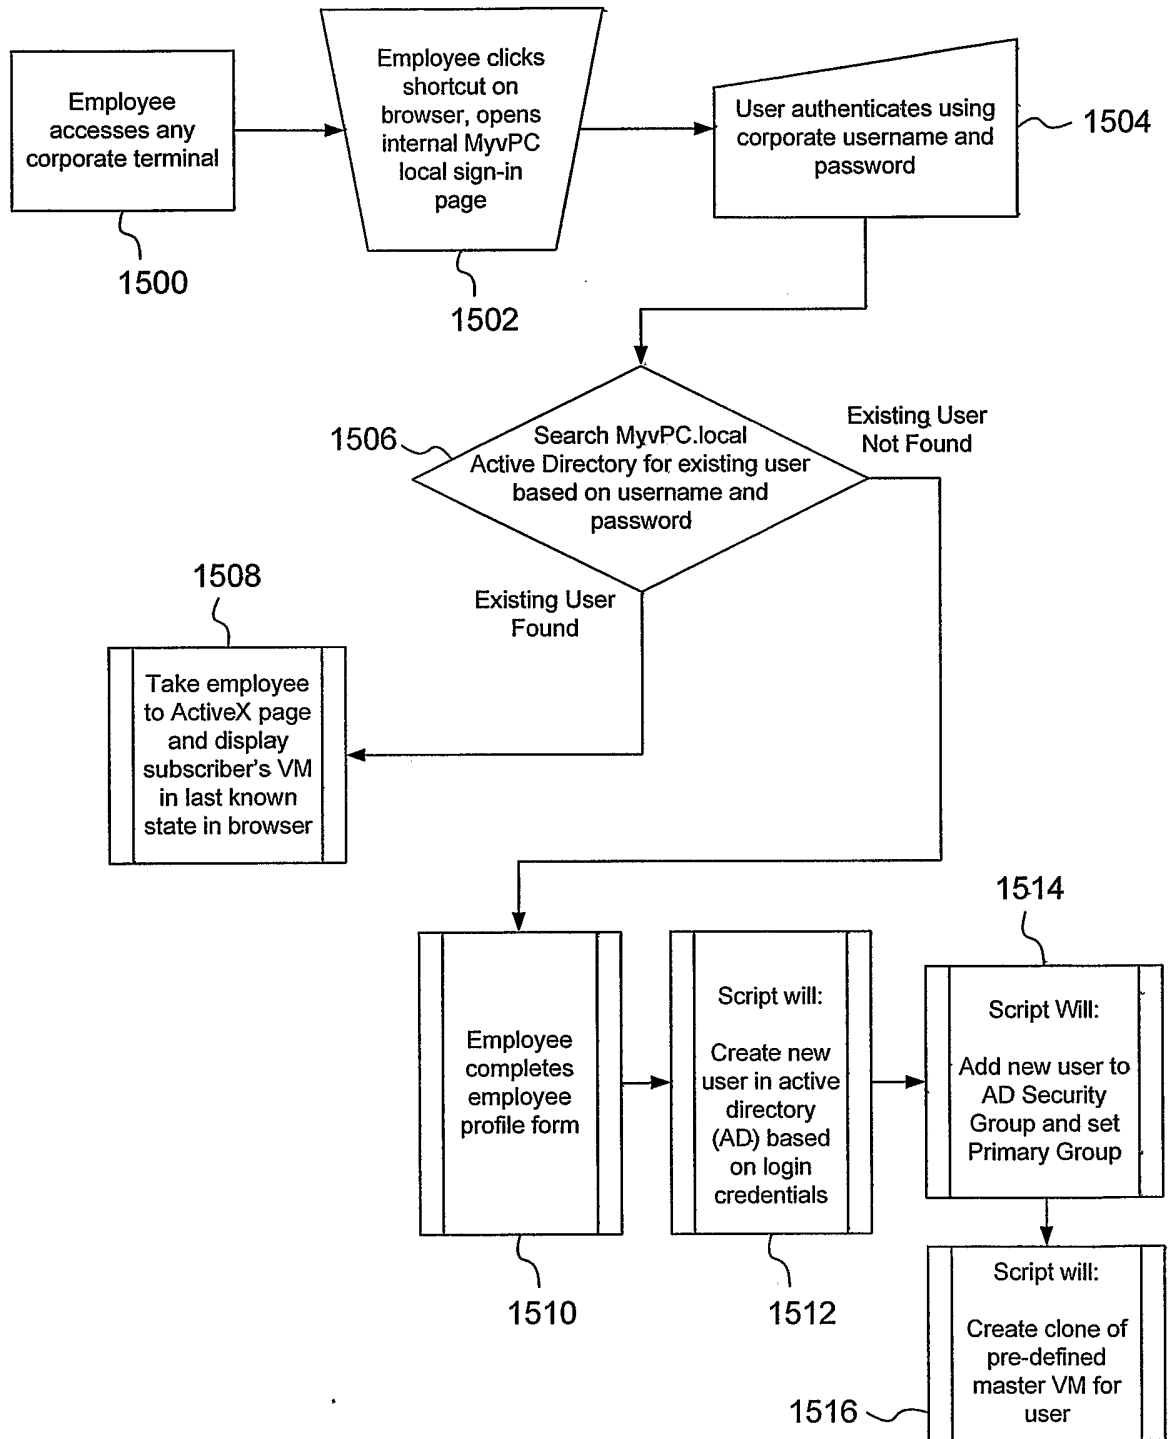 Employee
accesses any
corporate terminal
1500
Employee clicks
shortcut on
browser, opens
internal MyvPC
local sign-in
page
1502
User authenticates using
corporate username and
password
1504
1506
Search MyvPC.local
Active Directory for existing user
based on username and
password
Existing User
Not Found
Existing User
Found
1508
Take employee
to ActiveX page
and display
subscriber's VM
in last known
state in browser
Employee
completes
employee
profile form
1510
Script will:
Create new
user in active
directory
(AD) based
on login
credentials
1512
1514
Script Will:
Add new user to
AD Security
Group and set
Primary Group
Script will:
Create clone of
pre-defined
master VM for
user
1516